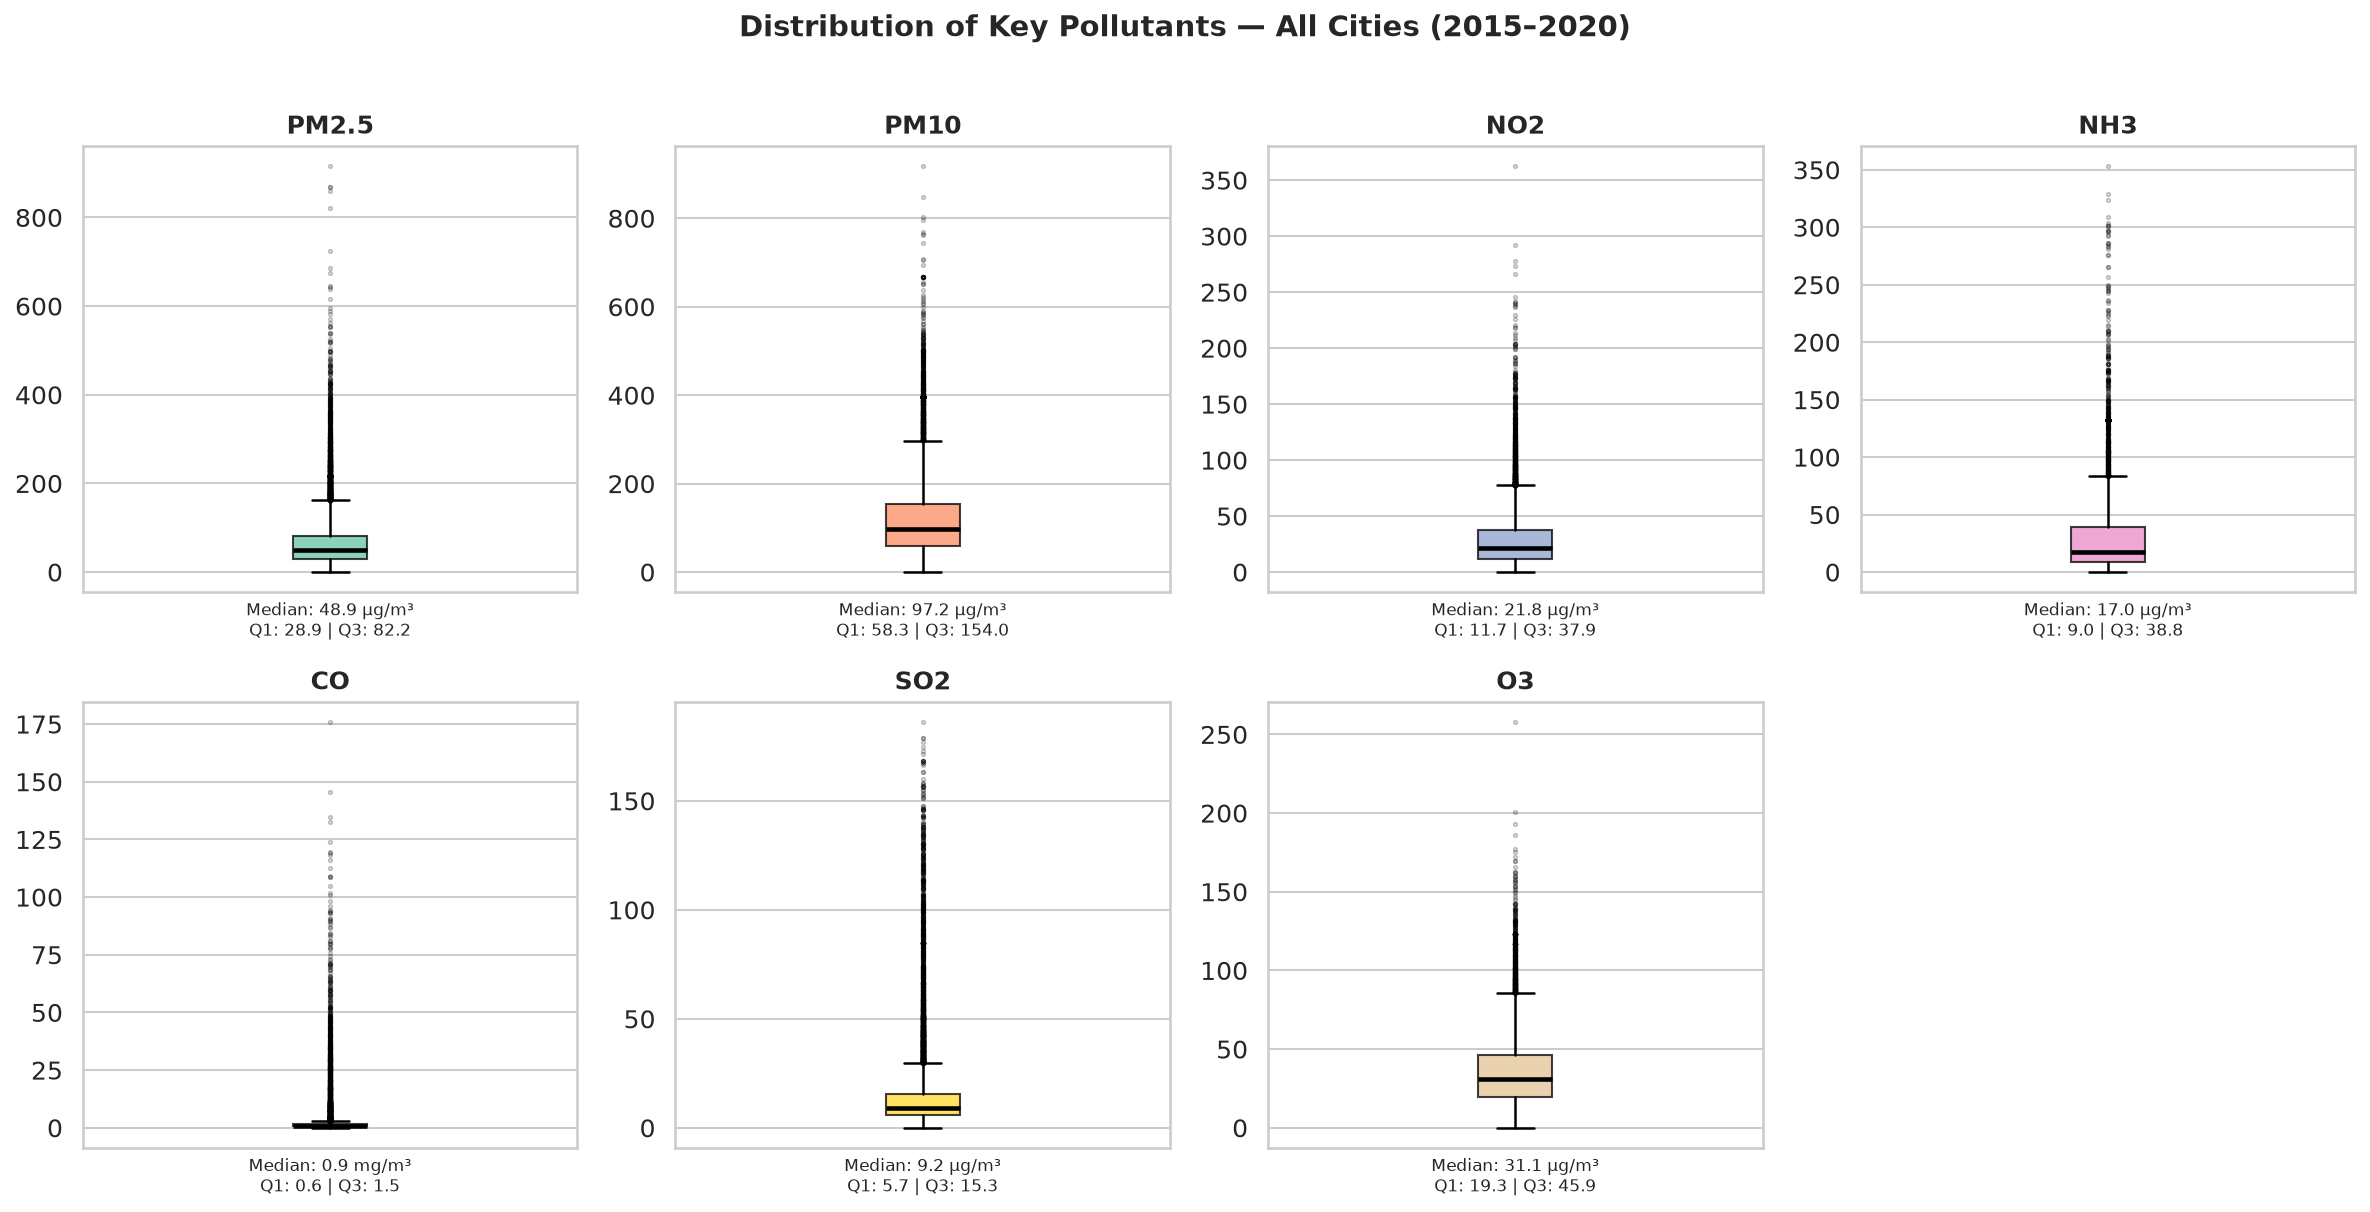 Distribution of Key Pollutants — All Cities (2015–2020)
PM2.5
800
600
400
200
0
Median: 48.9 µg/m³
Q1: 28.9 | Q3: 82.2
PM10
800
600
400
200
0
Median: 97.2 µg/m³
Q1: 58.3 | Q3: 154.0
NO2
350
300
250
200
150
100
50
0
Median: 21.8 µg/m³
Q1: 11.7 | Q3: 37.9
NH3
350
300
250
200
150
100
50
0
Median: 17.0 µg/m³
Q1: 9.0 | Q3: 38.8
CO
175
150
125
100
75
50
25
0
Median: 0.9 mg/m³
Q1: 0.6 | Q3: 1.5
SO2
150
100
50
0
Median: 9.2 µg/m³
Q1: 5.7 | Q3: 15.3
O3
250
200
150
100
50
0
Median: 31.1 µg/m³
Q1: 19.3 | Q3: 45.9